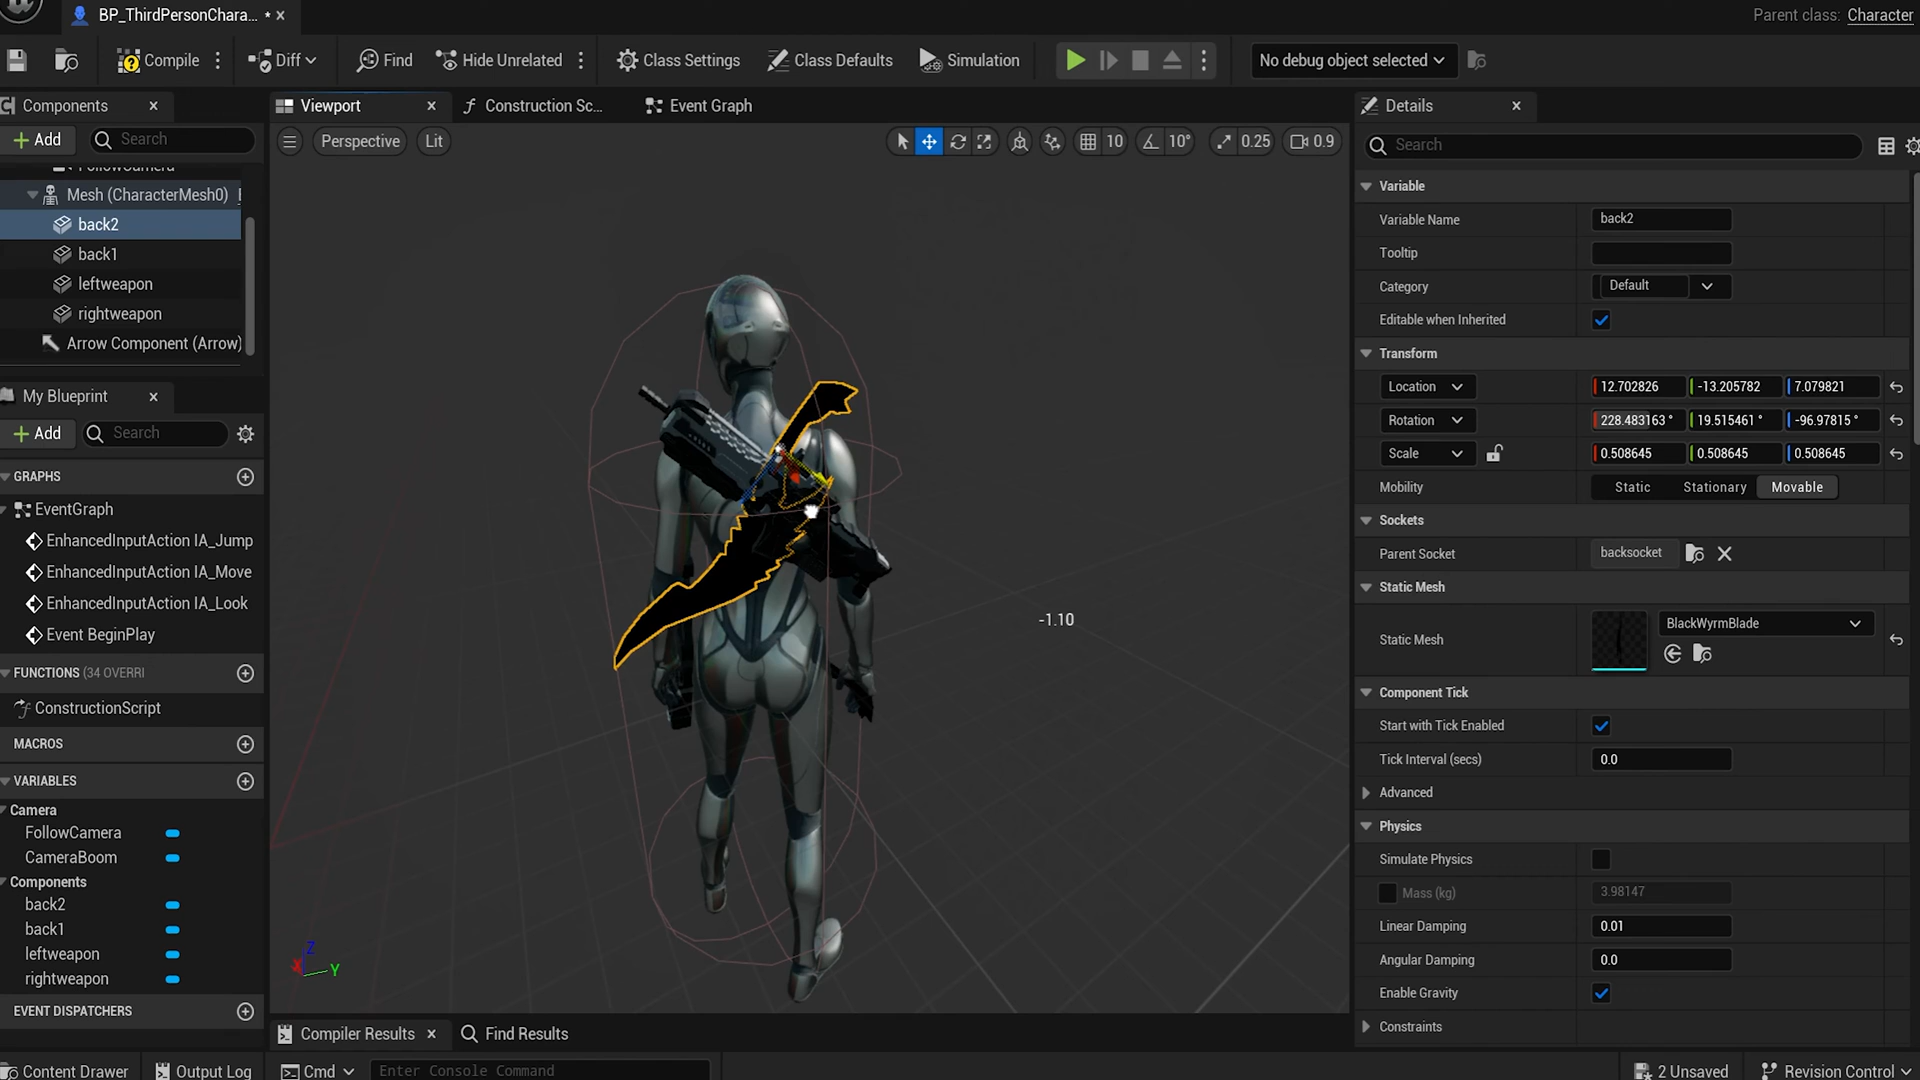 BP_ThirdPersonChara... •
Parent class: Character
Compile
Diff
Find
Hide Unrelated
Class Settings
Class Defaults
Simulation
No debug object selected
Components
Add
Search
FollowCamera
Mesh (CharacterMesh0)
back2
back1
leftweapon
rightweapon
Arrow Component (Arrow)
My Blueprint
Add
Search
GRAPHS
EventGraph
EnhancedInputAction IA_Jump
EnhancedInputAction IA_Move
EnhancedInputAction IA_Look
Event BeginPlay
FUNCTIONS (34 OVERRI
ConstructionScript
MACROS
VARIABLES
Camera
FollowCamera
CameraBoom
Components
back2
back1
leftweapon
rightweapon
EVENT DISPATCHERS
Viewport
Construction Sc...
Event Graph
Perspective
Lit
10
10°
0.25
0.9
-1.10
Z
X
Y
Compiler Results
Find Results
Details
Search
Variable
Variable Name back2
Tooltip
Category Default
Editable when Inherited
Transform
Location 12.702826 -13.205782 7.079821
Rotation 228.483163° 19.515461° -96.97815°
Scale 0.508645 0.508645 0.508645
Mobility Static Stationary Movable
Sockets
Parent Socket backsocket
Static Mesh
Static Mesh BlackWyrmBlade
Component Tick
Start with Tick Enabled
Tick Interval (secs) 0.0
Advanced
Physics
Simulate Physics
Mass (kg) 3.98147
Linear Damping 0.01
Angular Damping 0.0
Enable Gravity
Constraints
Content Drawer
Output Log
Cmd
Enter Console Command
2 Unsaved
Revision Control